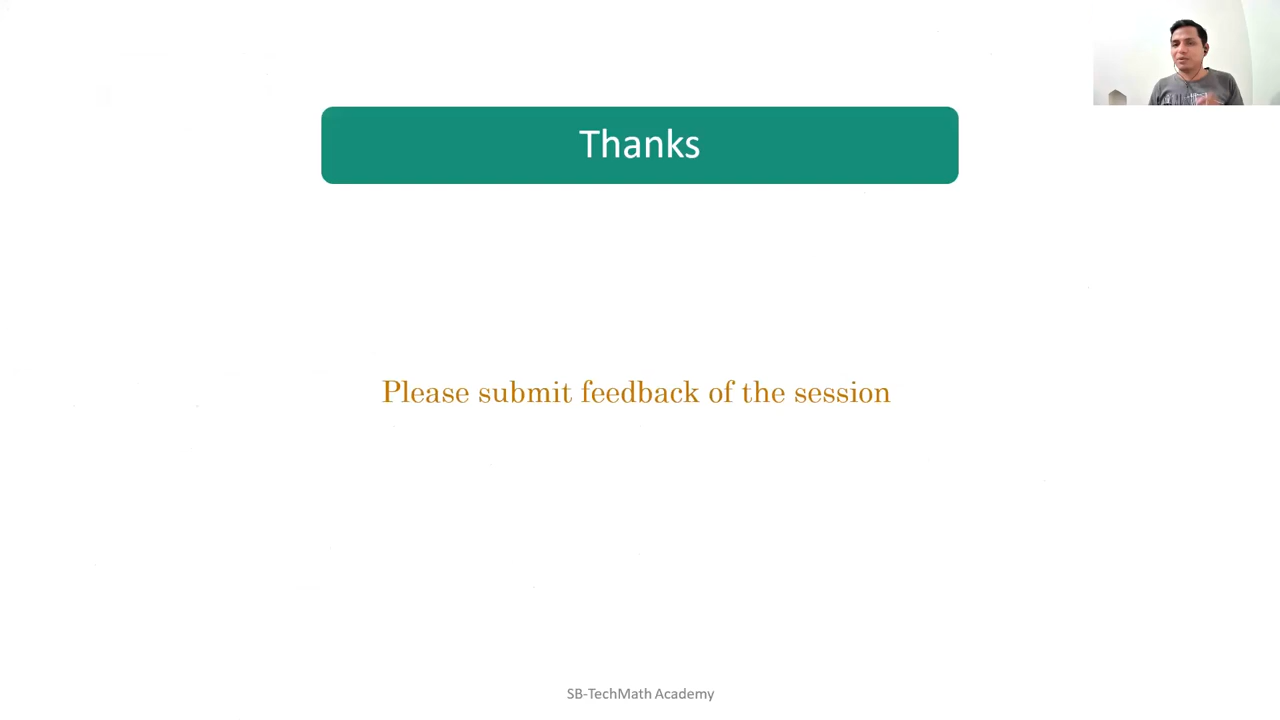 Thanks
Please submit feedback of the session
SB-TechMath Academy